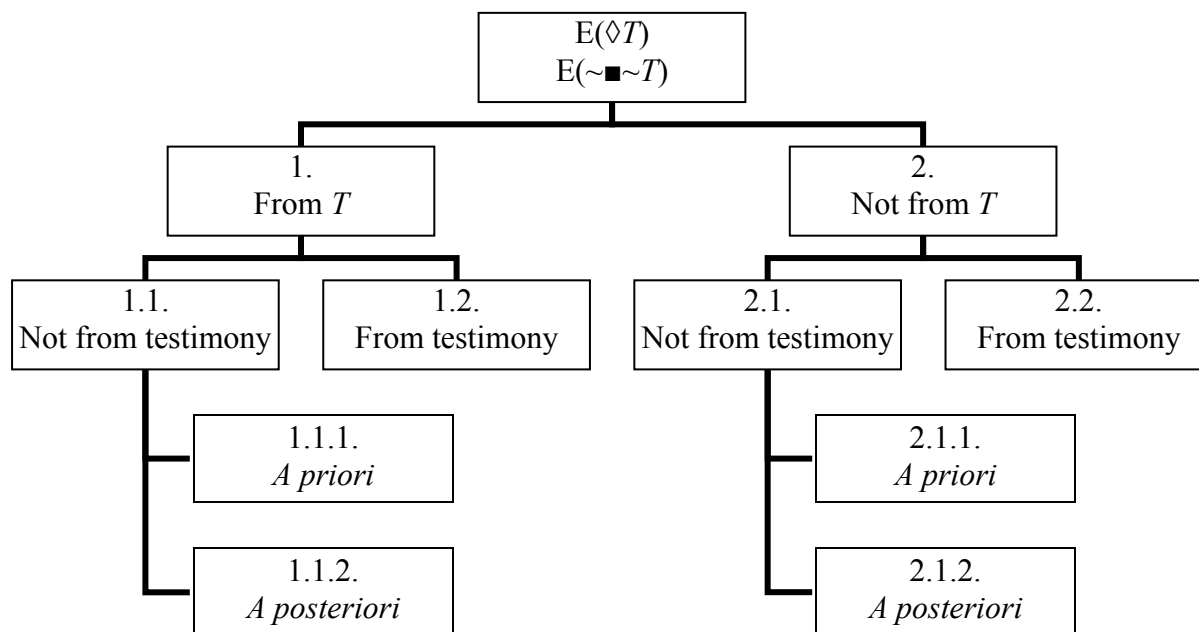 E(◊T)
E(~■~T)
1.
From T
2.
Not from T
1.1.
Not from testimony
1.2.
From testimony
2.1.
Not from testimony
2.2.
From testimony
1.1.1.
A priori
2.1.1.
A priori
1.1.2.
A posteriori
2.1.2.
A posteriori